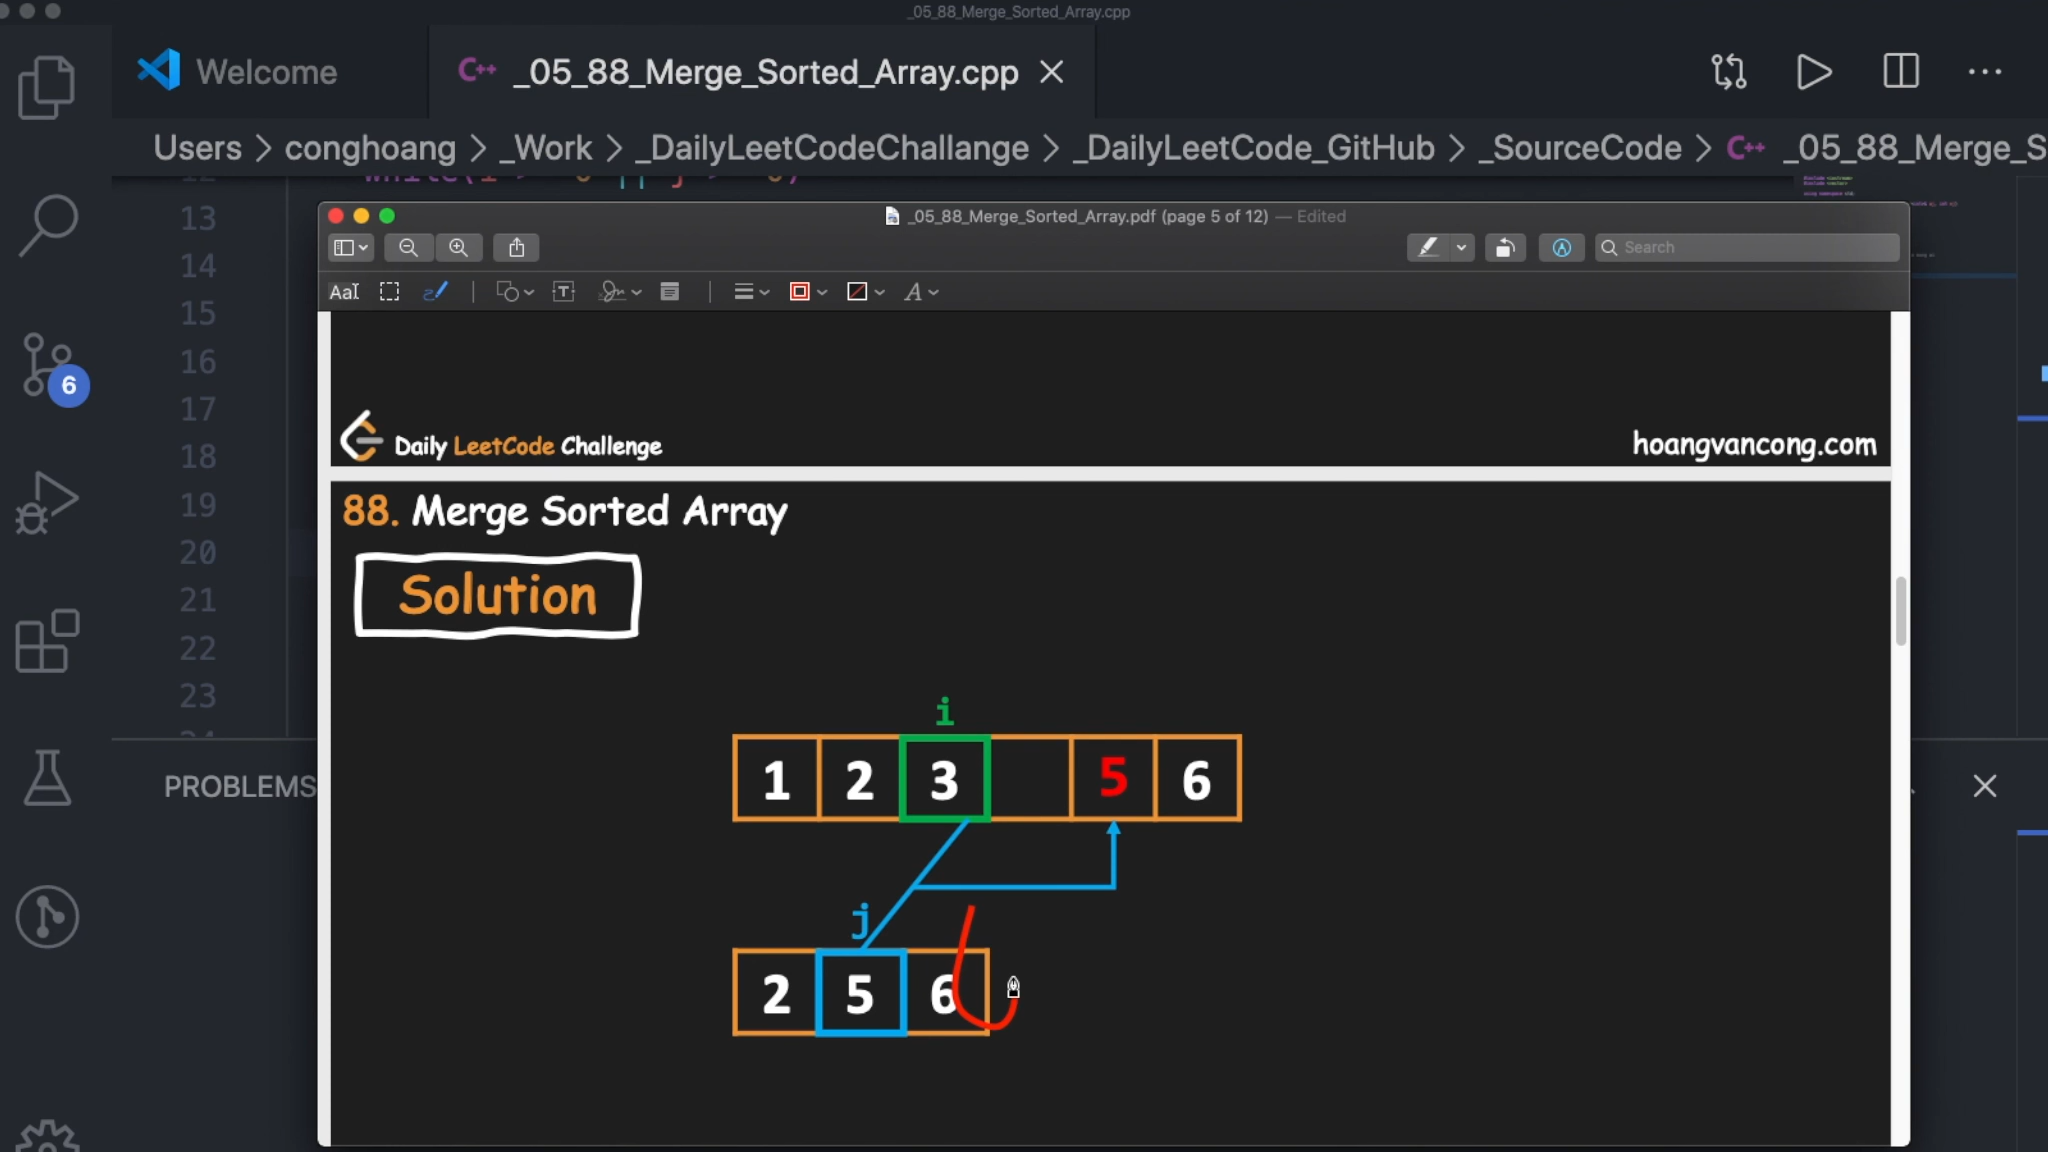 _05_88_Merge_Sorted_Array.cpp
Welcome
C++ _05_88_Merge_Sorted_Array.cpp
Users > conghoang > _Work > _DailyLeetCodeChallange > _DailyLeetCode_GitHub > _SourceCode > C++ _05_88_Merge_S
13
14
15
16
17
18
19
20
21
22
23
6
PROBLEMS
_05_88_Merge_Sorted_Array.pdf (page 5 of 12) — Edited
Search
AaI
T
A
Daily LeetCode Challenge
hoangvancong.com
88. Merge Sorted Array
Solution
i
1 2 3 5 6
j
2 5 6